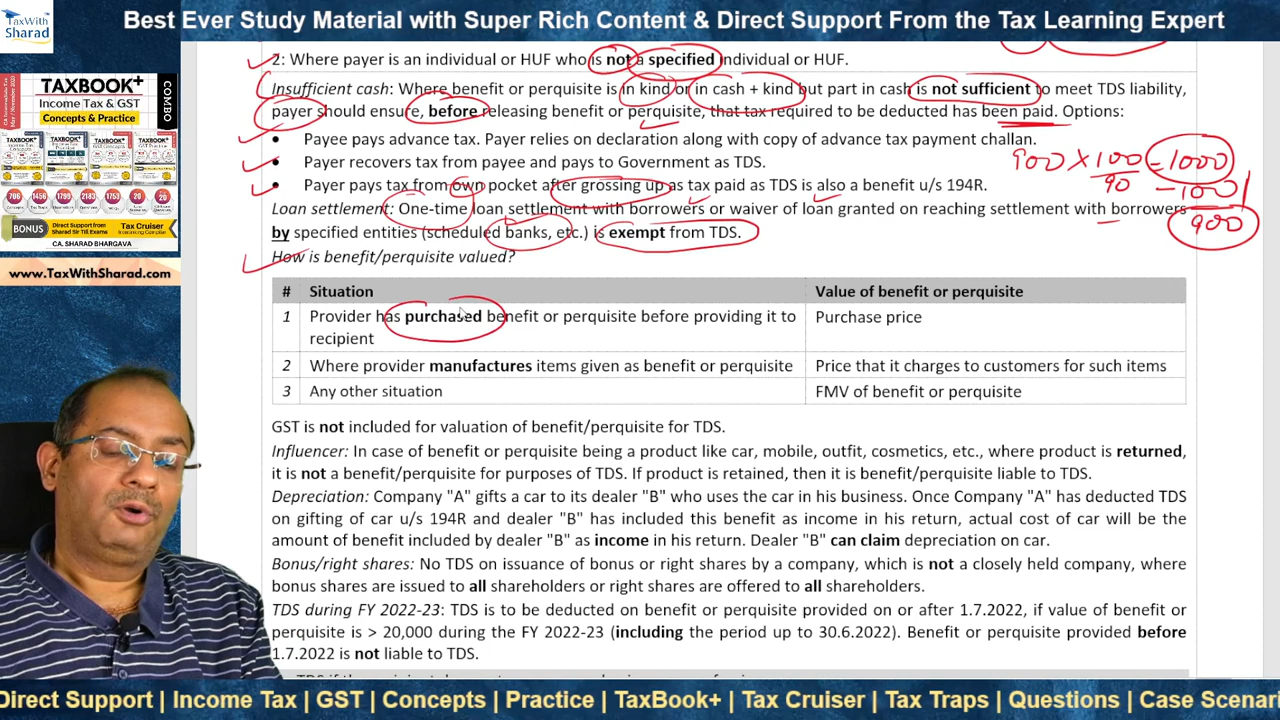 TaxWith
Sharad
Best Ever Study Material with Super Rich Content & Direct Support From the Tax Learning Expert
TAXBOOK+
Income Tax & GST
Concepts & Practice
COMBO
BONUS
CA. SHARAD BHARGAVA
www.TaxWithSharad.com
2: Where payer is an individual or HUF who is not a specified individual or HUF.
Insufficient cash: Where benefit or perquisite is in kind or in cash + kind but part in cash is not sufficient to meet TDS liability,
payer should ensure, before releasing benefit or perquisite, that tax required to be deducted has been paid. Options:
• Payee pays advance tax. Payer relies on declaration along with copy of advance tax payment challan.
• Payer recovers tax from payee and pays to Government as TDS.
• Payer pays tax from own pocket after grossing up as tax paid as TDS is also a benefit u/s 194R.
900 × 100 = 1000
90
- 100
900
Loan settlement: One-time loan settlement with borrowers or waiver of loan granted on reaching settlement with borrowers
by specified entities (scheduled banks, etc.) is exempt from TDS.
How is benefit/perquisite valued?
# Situation Value of benefit or perquisite
1 Provider has purchased benefit or perquisite before providing it to Purchase price
recipient
2 Where provider manufactures items given as benefit or perquisite Price that it charges to customers for such items
3 Any other situation FMV of benefit or perquisite
GST is not included for valuation of benefit/perquisite for TDS.
Influencer: In case of benefit or perquisite being a product like car, mobile, outfit, cosmetics, etc., where product is returned,
it is not a benefit/perquisite for purposes of TDS. If product is retained, then it is benefit/perquisite liable to TDS.
Depreciation: Company "A" gifts a car to its dealer "B" who uses the car in his business. Once Company "A" has deducted TDS
on gifting of car u/s 194R and dealer "B" has included this benefit as income in his return, actual cost of car will be the
amount of benefit included by dealer "B" as income in his return. Dealer "B" can claim depreciation on car.
Bonus/right shares: No TDS on issuance of bonus or right shares by a company, which is not a closely held company, where
bonus shares are issued to all shareholders or right shares are offered to all shareholders.
TDS during FY 2022-23: TDS is to be deducted on benefit or perquisite provided on or after 1.7.2022, if value of benefit or
perquisite is > 20,000 during the FY 2022-23 (including the period up to 30.6.2022). Benefit or perquisite provided before
1.7.2022 is not liable to TDS.
Direct Support | Income Tax | GST | Concepts | Practice | TaxBook+ | Tax Cruiser | Tax Traps | Questions | Case Scenar